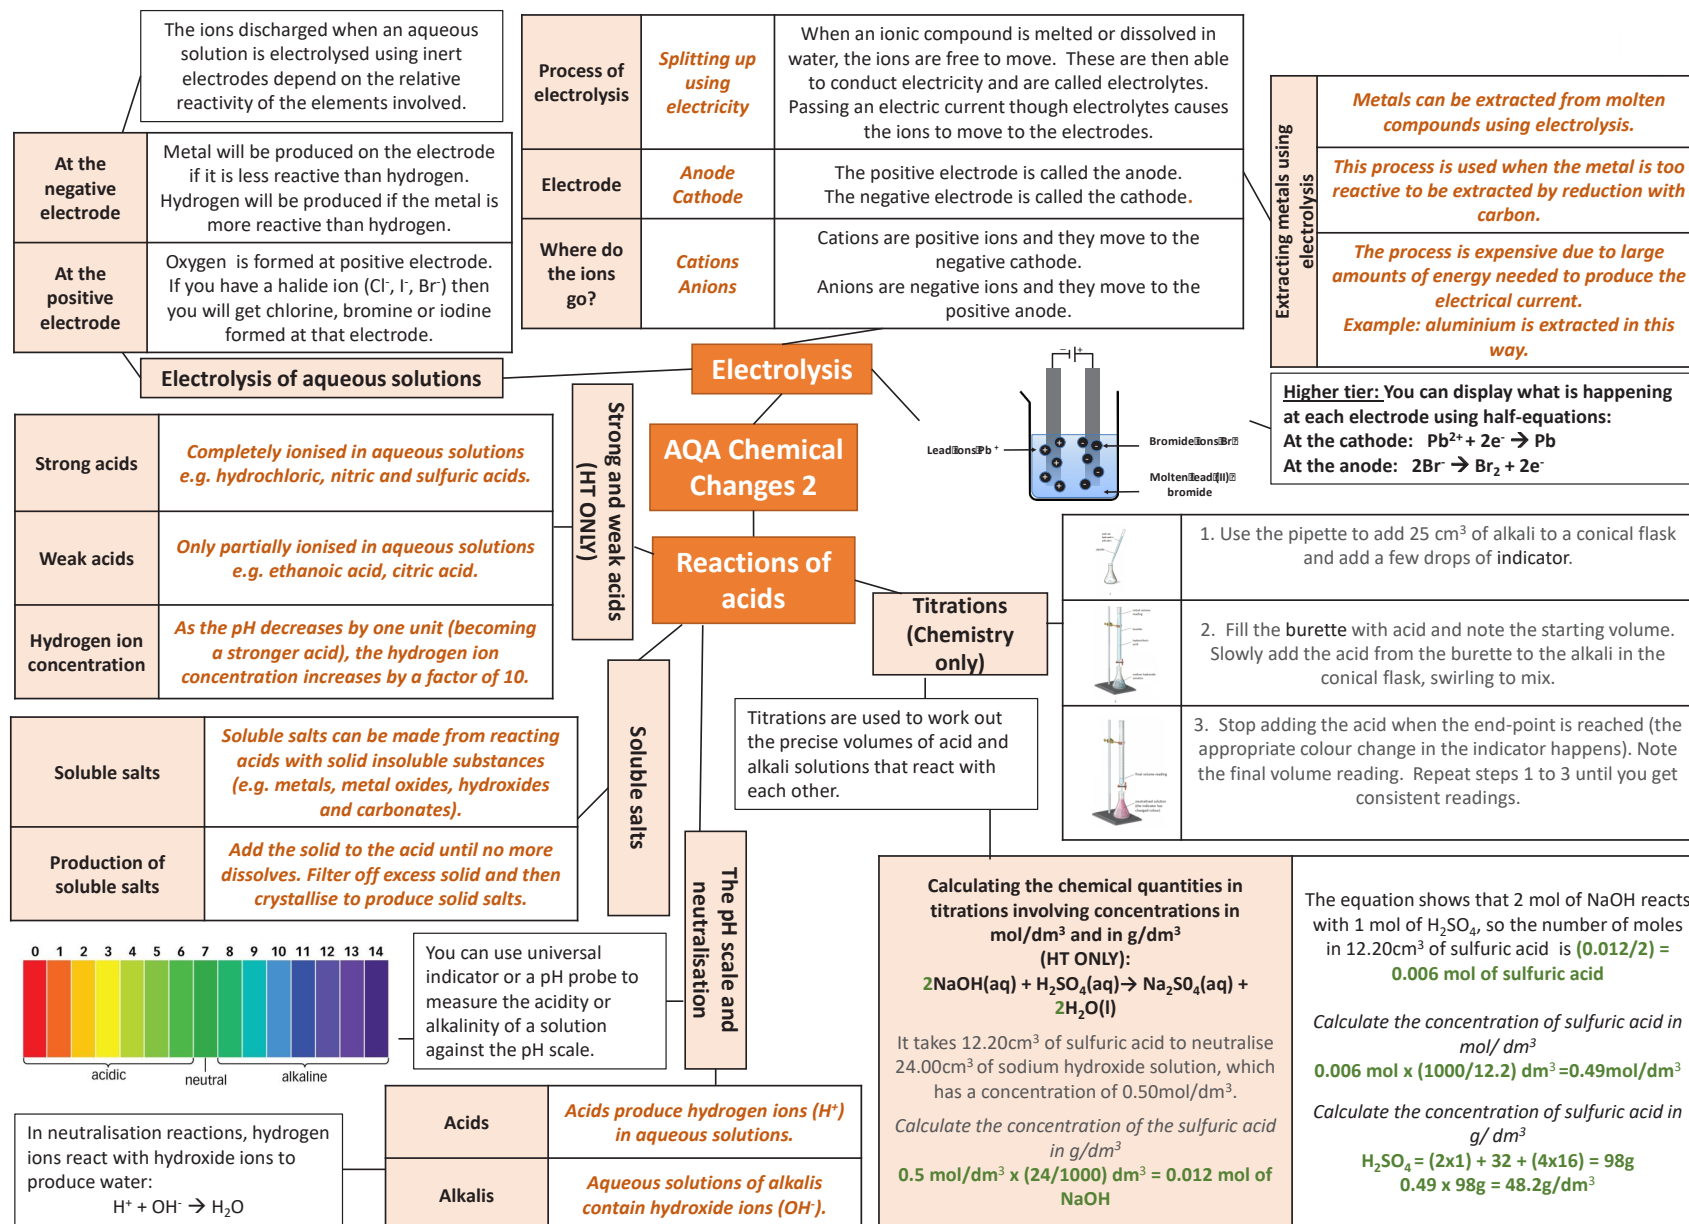 The ions discharged when an aqueous
solution is electrolysed using inert
electrodes depend on the relative
reactivity of the elements involved.
At the
negative
electrode
Metal will be produced on the electrode
if it is less reactive than hydrogen.
Hydrogen will be produced if the metal is
more reactive than hydrogen.
At the
positive
electrode
Oxygen is formed at positive electrode.
If you have a halide ion (Cl⁻, I⁻, Br⁻) then
you will get chlorine, bromine or iodine
formed at that electrode.
Electrolysis of aqueous solutions
Process of
electrolysis
Splitting up
using
electricity
When an ionic compound is melted or dissolved in
water, the ions are free to move. These are then able
to conduct electricity and are called electrolytes.
Passing an electric current though electrolytes causes
the ions to move to the electrodes.
Electrode
Anode
Cathode
The positive electrode is called the anode.
The negative electrode is called the cathode.
Where do
the ions
go?
Cations
Anions
Cations are positive ions and they move to the
negative cathode.
Anions are negative ions and they move to the
positive anode.
Extracting metals using
electrolysis
Metals can be extracted from molten
compounds using electrolysis.
This process is used when the metal is too
reactive to be extracted by reduction with
carbon.
The process is expensive due to large
amounts of energy needed to produce the
electrical current.
Example: aluminium is extracted in this
way.
Electrolysis
AQA Chemical
Changes 2
Reactions of
acids
− +
Lead ions Pb⁺
Bromide ions Br
Molten lead (II)
bromide
Higher tier: You can display what is happening
at each electrode using half-equations:
At the cathode: Pb²⁺ + 2e⁻ → Pb
At the anode: 2Br⁻ → Br₂ + 2e⁻
Strong and weak acids
(HT ONLY)
Strong acids
Completely ionised in aqueous solutions
e.g. hydrochloric, nitric and sulfuric acids.
Weak acids
Only partially ionised in aqueous solutions
e.g. ethanoic acid, citric acid.
Hydrogen ion
concentration
As the pH decreases by one unit (becoming
a stronger acid), the hydrogen ion
concentration increases by a factor of 10.
Titrations
(Chemistry
only)
1. Use the pipette to add 25 cm³ of alkali to a conical flask
and add a few drops of indicator.
2. Fill the burette with acid and note the starting volume.
Slowly add the acid from the burette to the alkali in the
conical flask, swirling to mix.
3. Stop adding the acid when the end-point is reached (the
appropriate colour change in the indicator happens). Note
the final volume reading. Repeat steps 1 to 3 until you get
consistent readings.
Titrations are used to work out
the precise volumes of acid and
alkali solutions that react with
each other.
Soluble salts
Soluble salts
Soluble salts can be made from reacting
acids with solid insoluble substances
(e.g. metals, metal oxides, hydroxides
and carbonates).
Production of
soluble salts
Add the solid to the acid until no more
dissolves. Filter off excess solid and then
crystallise to produce solid salts.
The pH scale and
neutralisation
0 1 2 3 4 5 6 7 8 9 10 11 12 13 14
acidic neutral alkaline
You can use universal
indicator or a pH probe to
measure the acidity or
alkalinity of a solution
against the pH scale.
In neutralisation reactions, hydrogen
ions react with hydroxide ions to
produce water:
H⁺ + OH⁻ → H₂O
Acids
Acids produce hydrogen ions (H⁺)
in aqueous solutions.
Alkalis
Aqueous solutions of alkalis
contain hydroxide ions (OH⁻).
Calculating the chemical quantities in
titrations involving concentrations in
mol/dm³ and in g/dm³
(HT ONLY):
2NaOH(aq) + H₂SO₄(aq)→ Na₂S0₄(aq) +
2H₂O(l)
It takes 12.20cm³ of sulfuric acid to neutralise
24.00cm³ of sodium hydroxide solution, which
has a concentration of 0.50mol/dm³.
Calculate the concentration of the sulfuric acid
in g/dm³
0.5 mol/dm³ x (24/1000) dm³ = 0.012 mol of
NaOH
The equation shows that 2 mol of NaOH reacts
with 1 mol of H₂SO₄, so the number of moles
in 12.20cm³ of sulfuric acid is (0.012/2) =
0.006 mol of sulfuric acid
Calculate the concentration of sulfuric acid in
mol/ dm³
0.006 mol x (1000/12.2) dm³ =0.49mol/dm³
Calculate the concentration of sulfuric acid in
g/ dm³
H₂SO₄ = (2x1) + 32 + (4x16) = 98g
0.49 x 98g = 48.2g/dm³